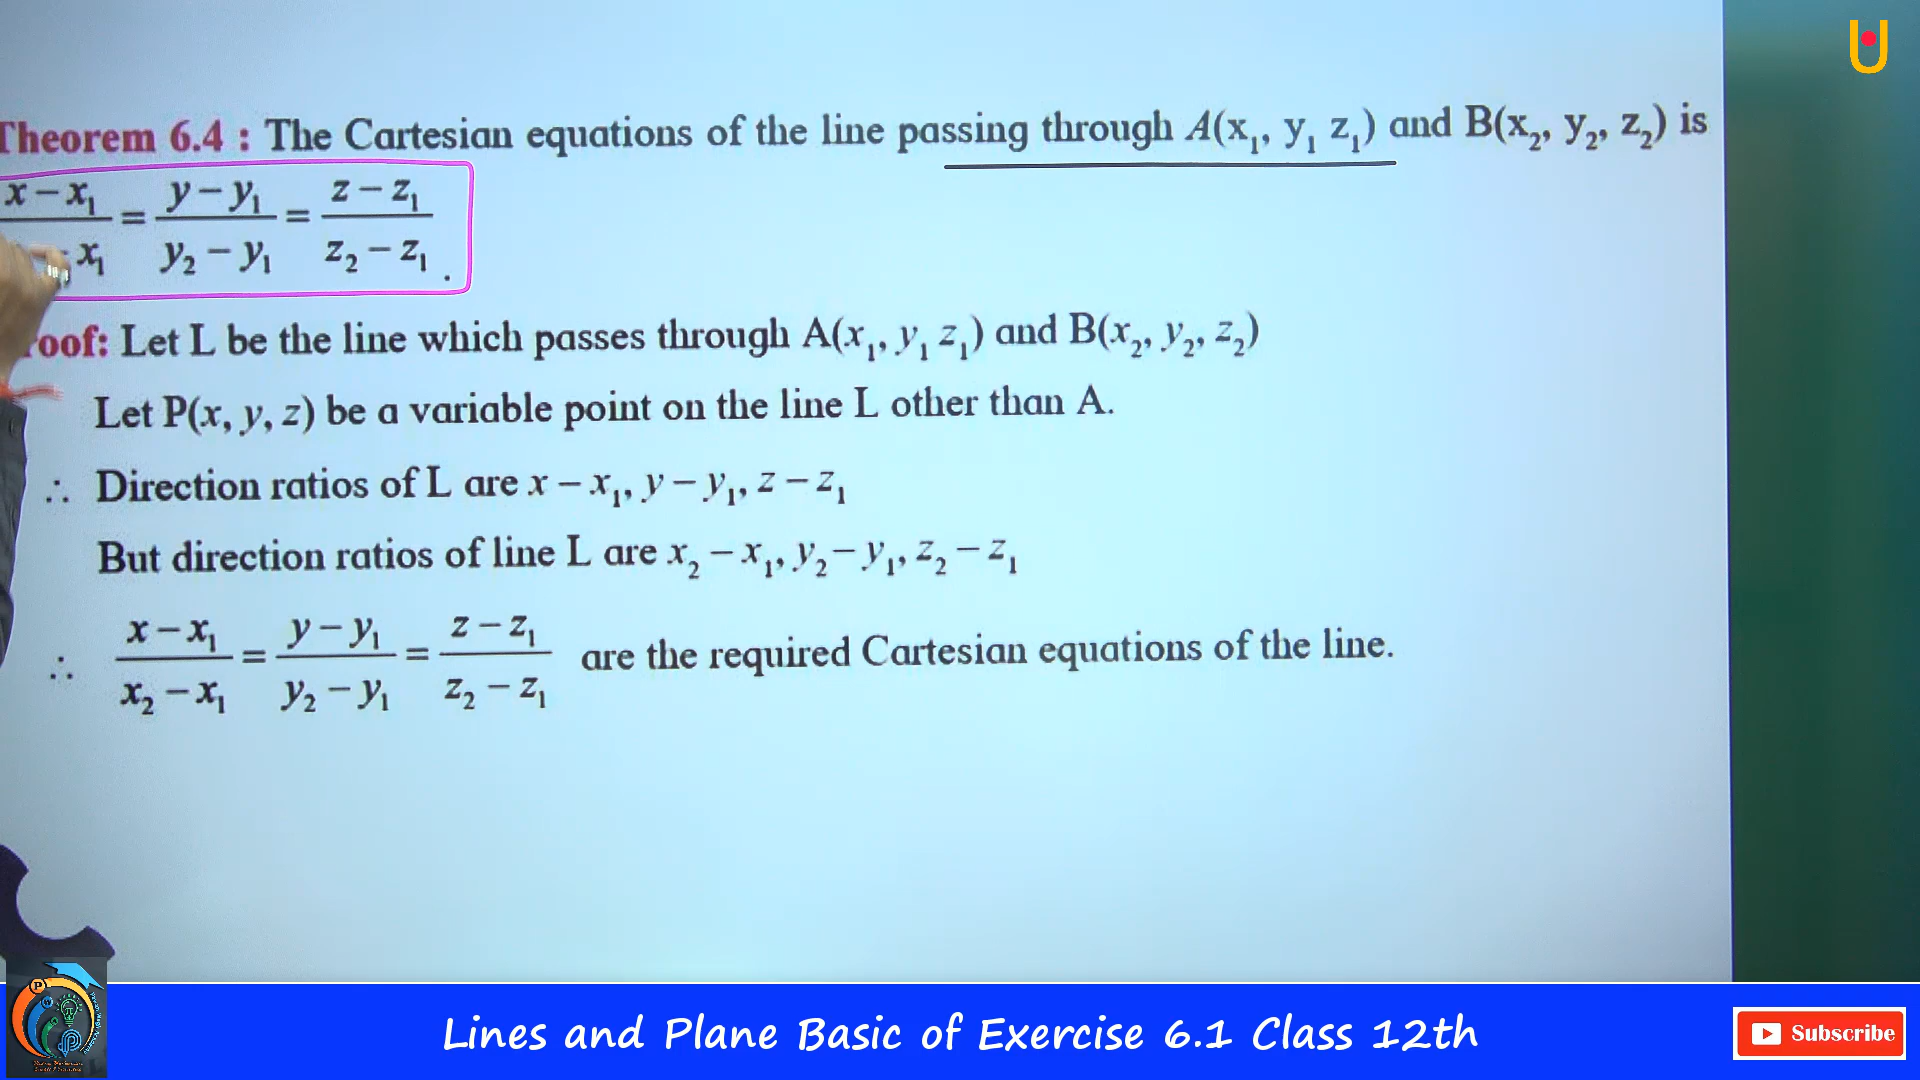 Theorem 6.4 : The Cartesian equations of the line passing through A(x₁, y₁ z₁) and B(x₂, y₂, z₂) is
x − x₁ / x₁ = y − y₁ / y₂ − y₁ = z − z₁ / z₂ − z₁ .
oof: Let L be the line which passes through A(x₁, y₁ z₁) and B(x₂, y₂, z₂)
Let P(x, y, z) be a variable point on the line L other than A.
∴ Direction ratios of L are x − x₁, y − y₁, z − z₁
But direction ratios of line L are x₂ − x₁, y₂ − y₁, z₂ − z₁
∴ x − x₁ / x₂ − x₁ = y − y₁ / y₂ − y₁ = z − z₁ / z₂ − z₁ are the required Cartesian equations of the line.
Lines and Plane Basic of Exercise 6.1 Class 12th
Subscribe